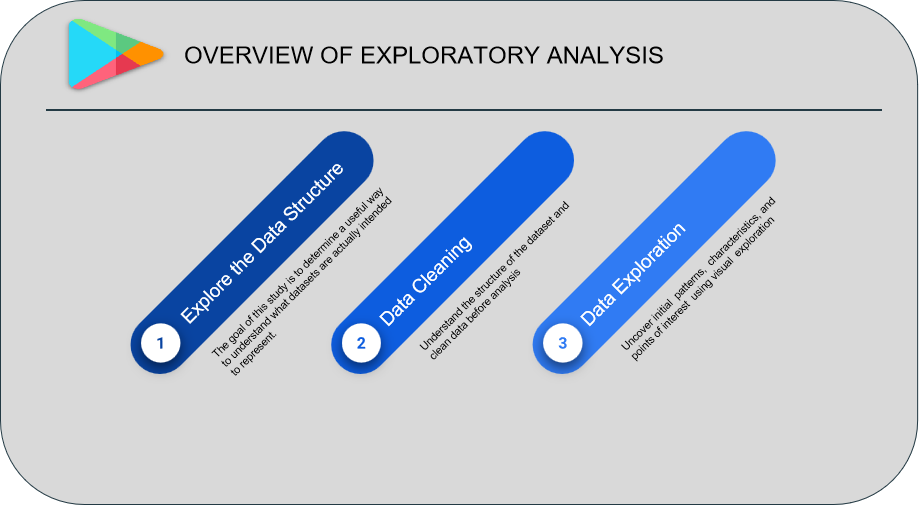 OVERVIEW OF EXPLORATORY ANALYSIS
1
Explore the Data Structure
The goal of this study is to determine a useful way
to understand what datasets are actually intended
to represent.
2
Data Cleaning
Understand the structure of the dataset and
clean data before analysis
3
Data Exploration
Uncover initial patterns, characteristics, and
points of interest using visual exploration